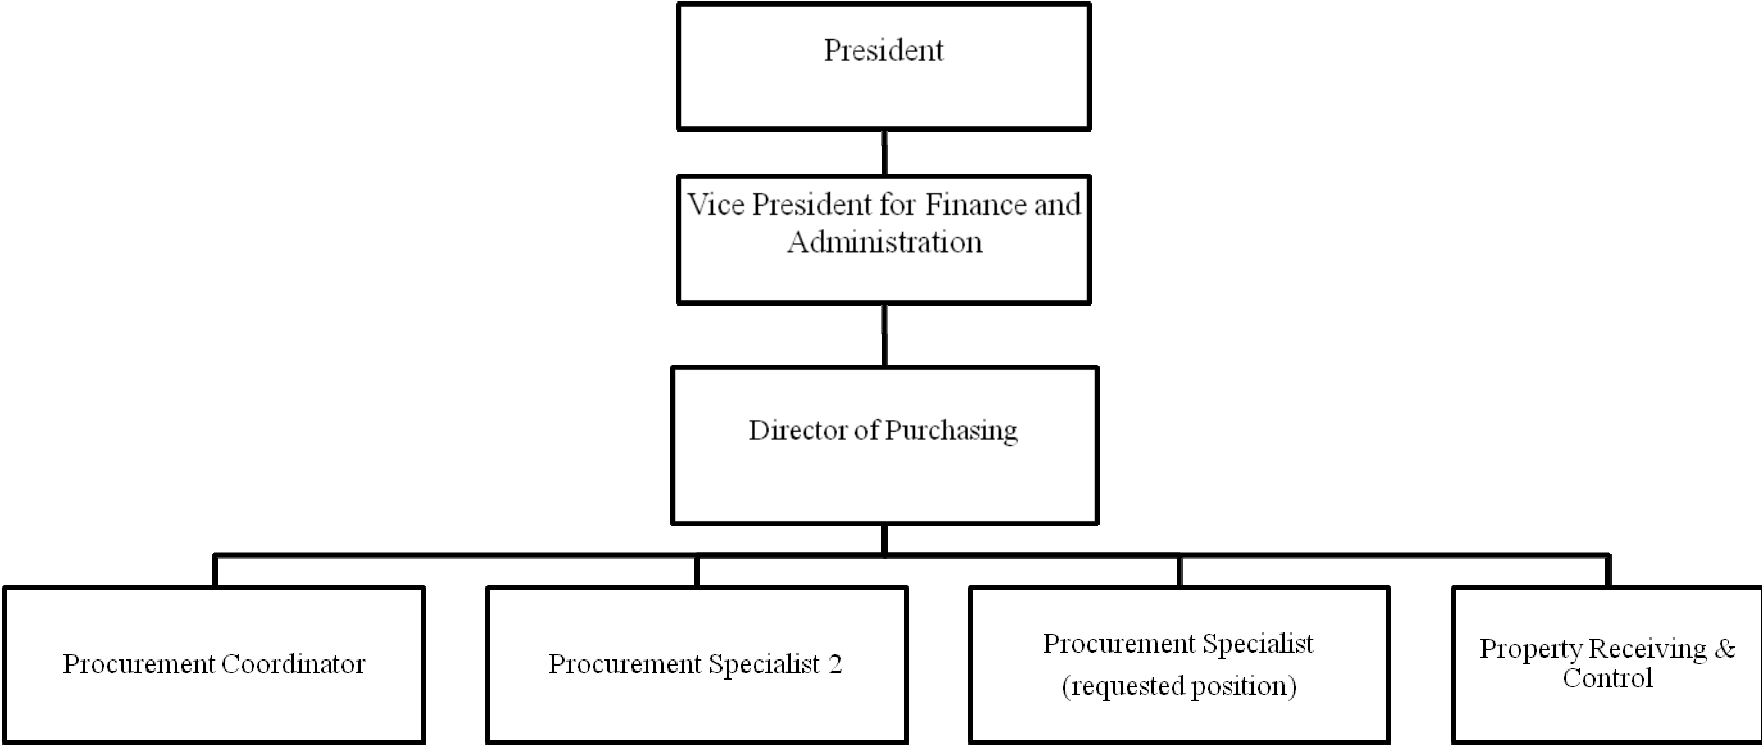 President
Vice President for Finance and
Administration
Director of Purchasing
Procurement Coordinator
Procurement Specialist 2
Procurement Specialist
(requested position)
Property Receiving &
Control